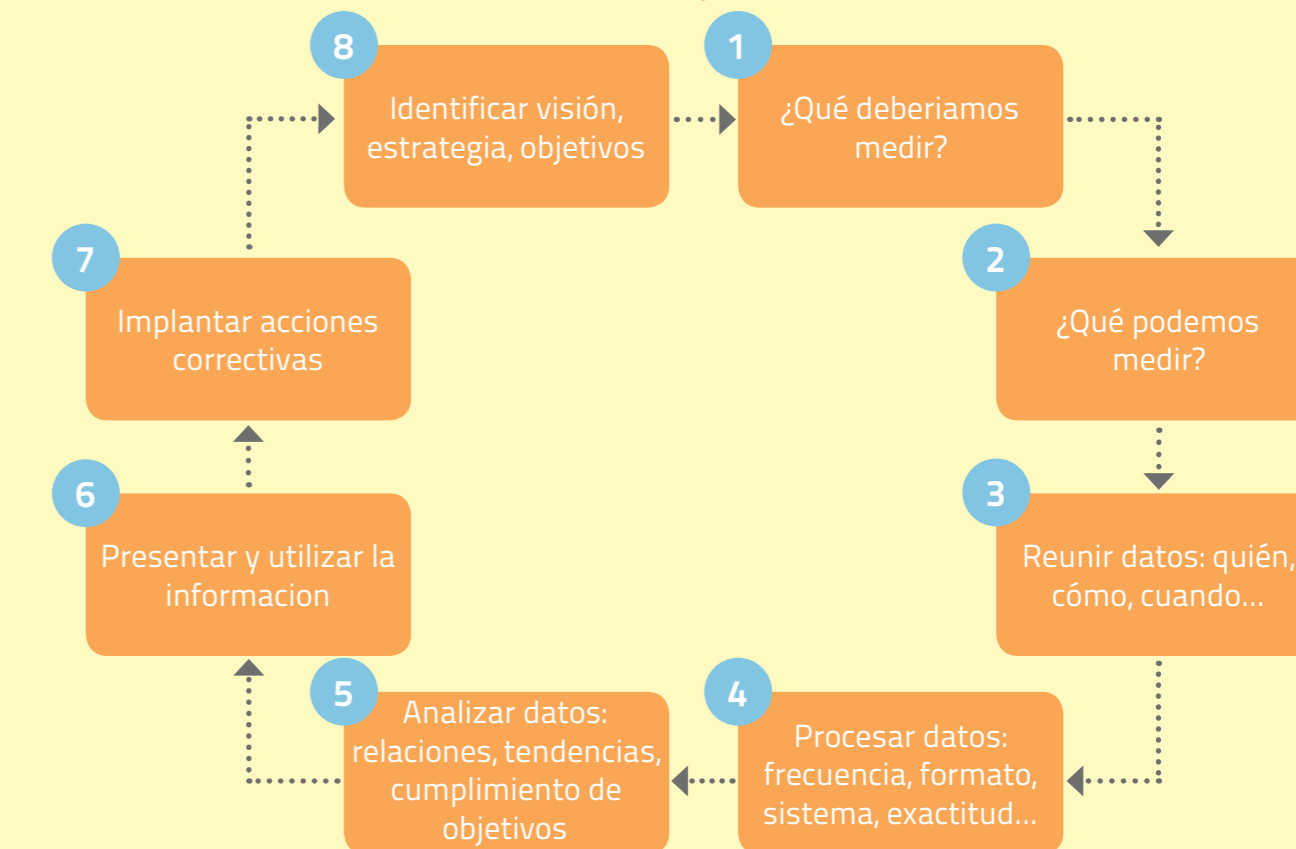 8
Identificar visión,
estrategia, objetivos
1
¿Qué deberiamos
medir?
7
Implantar acciones
correctivas
2
¿Qué podemos
medir?
6
Presentar y utilizar la
informacion
3
Reunir datos: quién,
cómo, cuando...
5
Analizar datos:
relaciones, tendencias,
cumplimiento de
objetivos
4
Procesar datos:
frecuencia, formato,
sistema, exactitud...